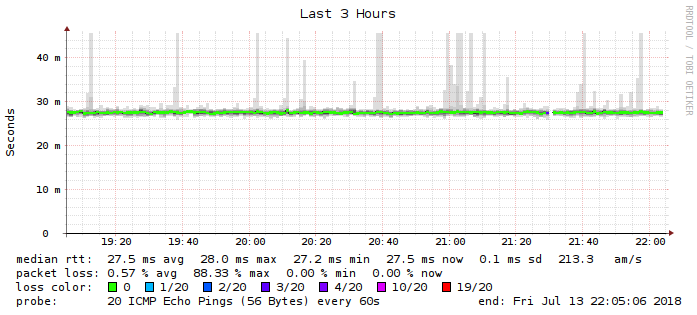 Last 3 Hours
RRDTOOL / TOBI OETIKER
Seconds
40 m
30 m
20 m
10 m
0
19:20 19:40 20:00 20:20 20:40 21:00 21:20 21:40 22:00
median rtt: 27.5 ms avg 28.0 ms max 27.2 ms min 27.5 ms now 0.1 ms sd 213.3 am/s
packet loss: 0.57 % avg 88.33 % max 0.00 % min 0.00 % now
loss color: 0 1/20 2/20 3/20 4/20 10/20 19/20
probe: 20 ICMP Echo Pings (56 Bytes) every 60s end: Fri Jul 13 22:05:06 2018